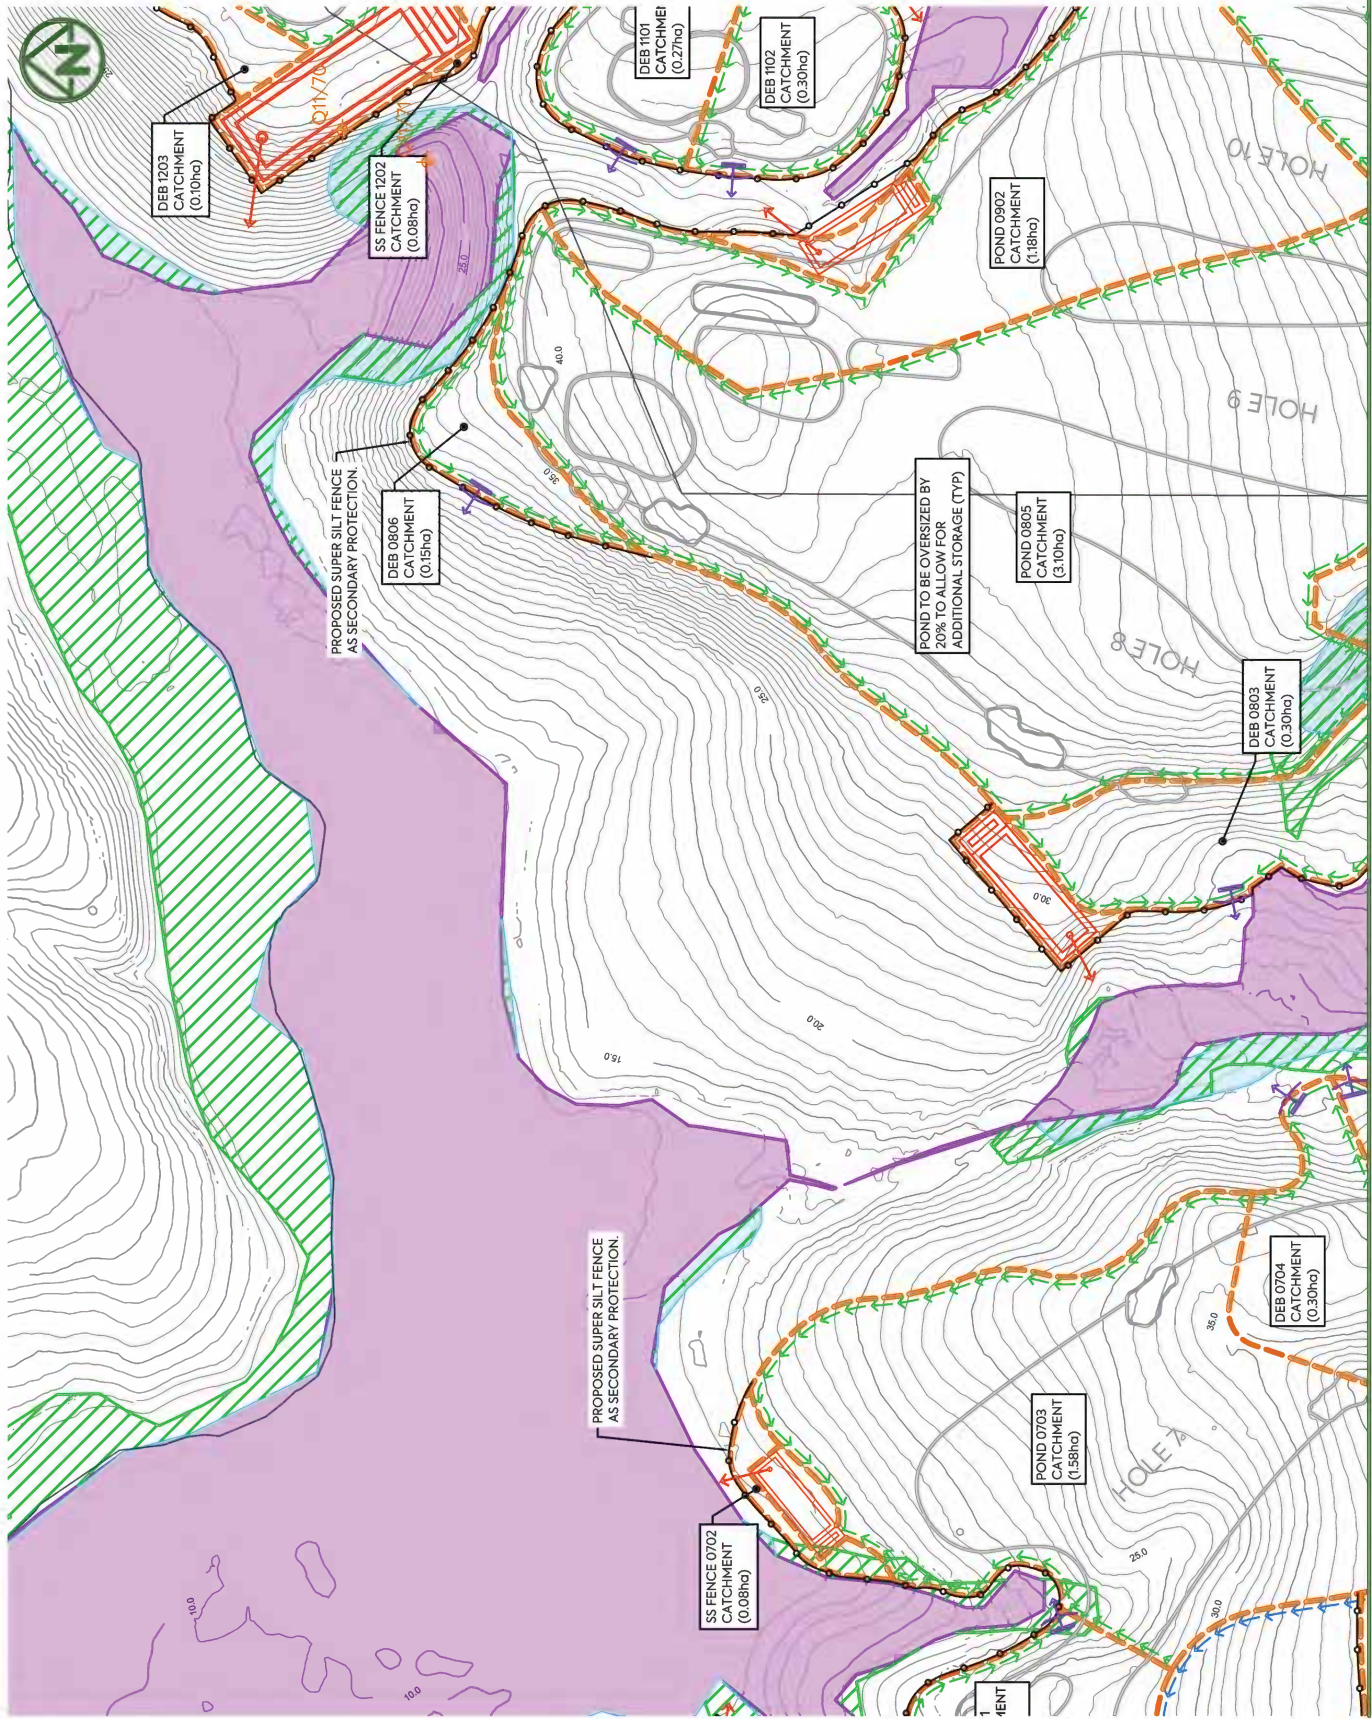 N
DEB 1203
CATCHMENT
(0.10ha)
Q11/70
SS FENCE 1202
CATCHMENT
(0.08ha)
25.0
DEB 1101
(0.27ha)
DEB 1102
CATCHMENT
(0.30ha)
HOLE 10
POND 0902
CATCHMENT
(1.18ha)
40.0
35.0
HOLE 9
PROPOSED SUPER SILT FENCE
AS SECONDARY PROTECTION.
DEB 0806
CATCHMENT
(0.15ha)
POND TO BE OVERSIZED BY
20% TO ALLOW FOR
ADDITIONAL STORAGE (TYP)
POND 0805
CATCHMENT
(3.10ha)
HOLE 8
25.0
DEB 0803
CATCHMENT
(0.30ha)
30.0
20.0
15.0
PROPOSED SUPER SILT FENCE
AS SECONDARY PROTECTION.
DEB 0704
CATCHMENT
(0.30ha)
35.0
POND 0703
CATCHMENT
(1.58ha)
HOLE 7
SS FENCE 0702
CATCHMENT
(0.08ha)
25.0
30.0
10.0
10.0